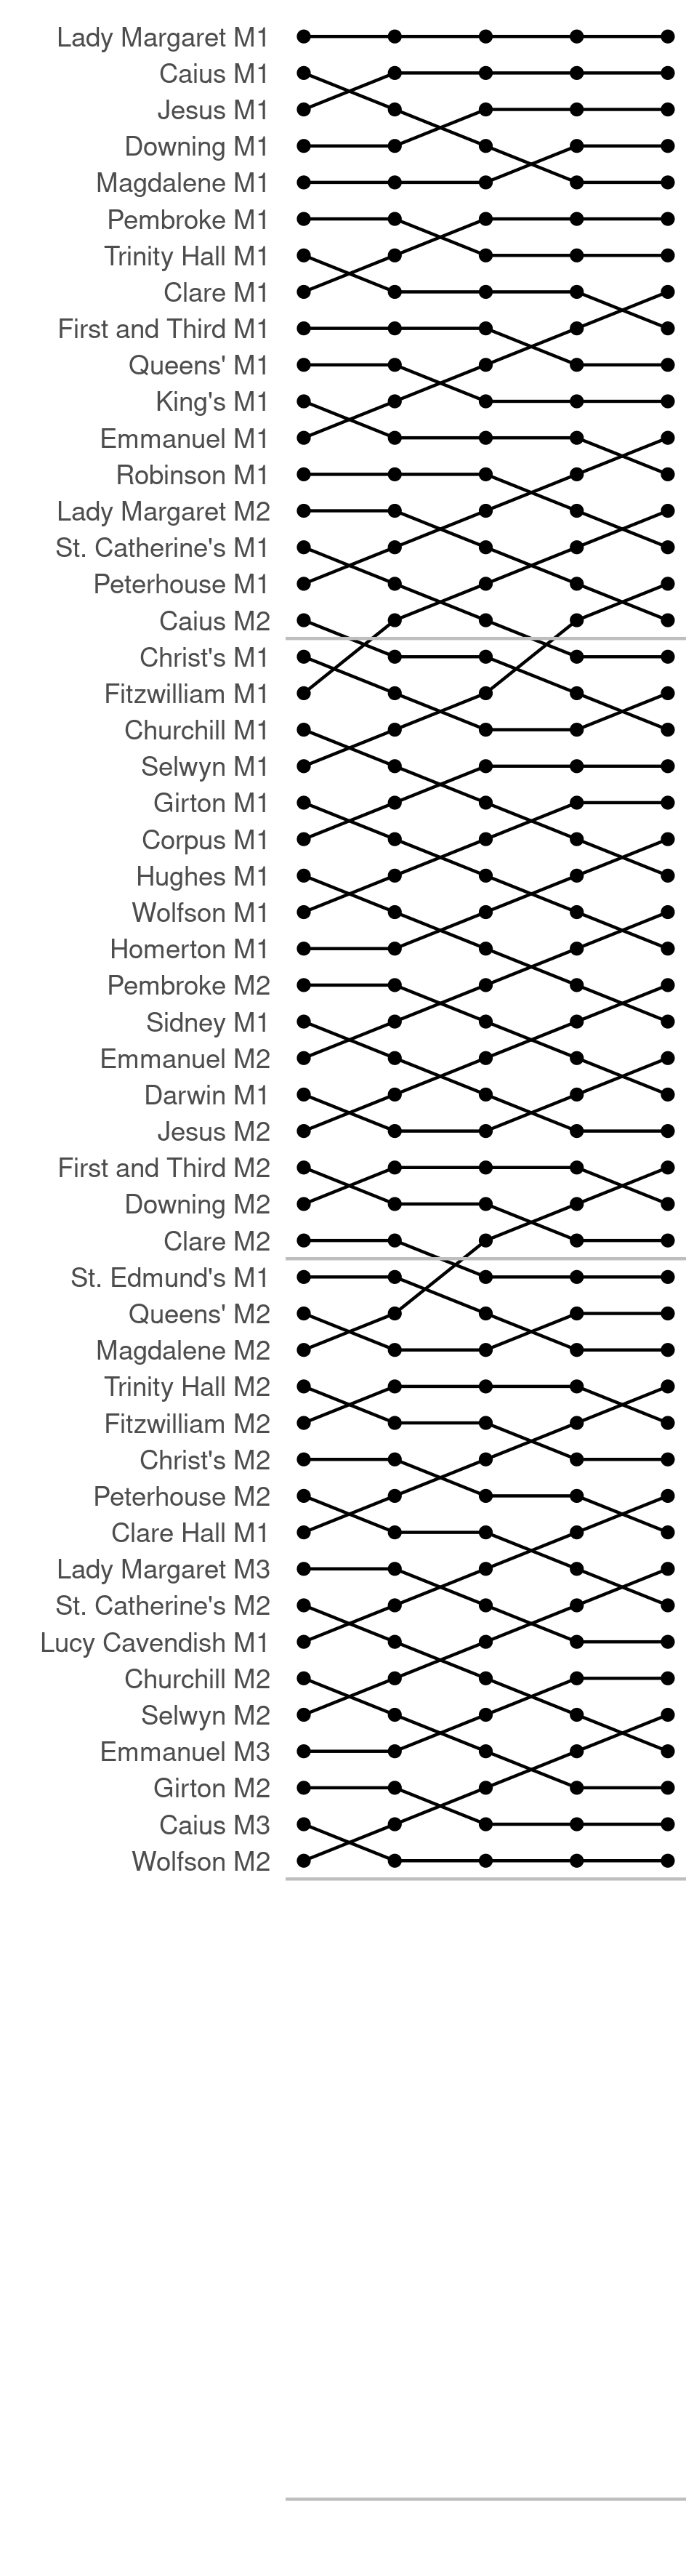 Lady Margaret M1
Caius M1
Jesus M1
Downing M1
Magdalene M1
Pembroke M1
Trinity Hall M1
Clare M1
First and Third M1
Queens' M1
King's M1
Emmanuel M1
Robinson M1
Lady Margaret M2
St. Catherine's M1
Peterhouse M1
Caius M2
Christ's M1
Fitzwilliam M1
Churchill M1
Selwyn M1
Girton M1
Corpus M1
Hughes M1
Wolfson M1
Homerton M1
Pembroke M2
Sidney M1
Emmanuel M2
Darwin M1
Jesus M2
First and Third M2
Downing M2
Clare M2
St. Edmund's M1
Queens' M2
Magdalene M2
Trinity Hall M2
Fitzwilliam M2
Christ's M2
Peterhouse M2
Clare Hall M1
Lady Margaret M3
St. Catherine's M2
Lucy Cavendish M1
Churchill M2
Selwyn M2
Emmanuel M3
Girton M2
Caius M3
Wolfson M2